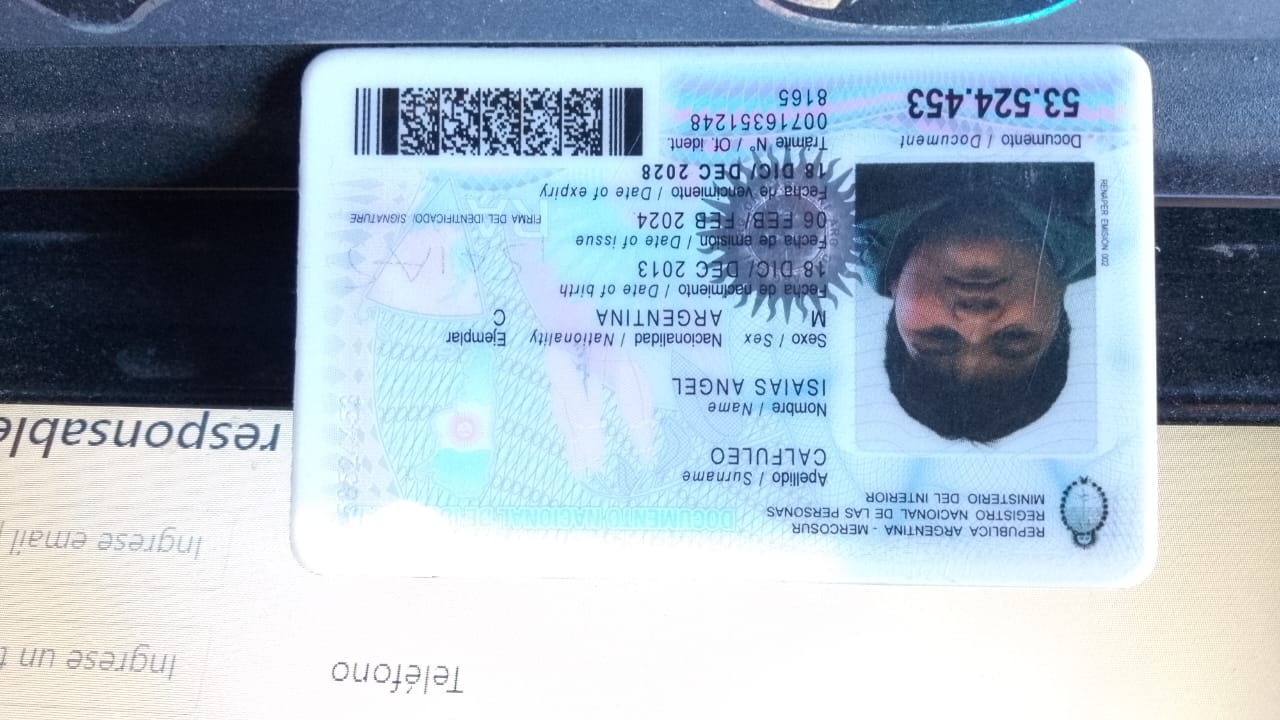 REPUBLICA ARGENTINA - MERCOSUR
REGISTRO NACIONAL DE LAS PERSONAS
MINISTERIO DEL INTERIOR
DOCUMENTO NACIONAL DE
Apellido / Surname
CALFULEO
Nombre / Name
ISAIAS ANGEL
Sexo / Sex Nacionalidad / Nationality Ejemplar
M ARGENTINA C
Fecha de nacimiento / Date of birth
18 DIC/ DEC 2013
Fecha de emisión / Date of issue
06 FEB/ FEB 2024
FIRMA DEL IDENTIFICADO/ SIGNATURE
Fecha de vencimiento / Date of expiry
18 DIC/ DEC 2028
Trámite N° / Of. ident.
00716351248
8165
Documento / Document
53.524.453
RENAPER EMISION 002
Teléfono
Ingrese un
Ingrese email
responsable